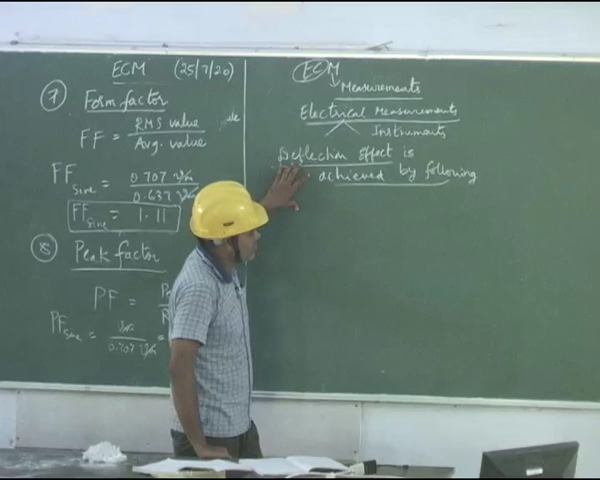 ECM (25/7/20)
7 Form factor
FF = RMS value
Avg. value
FF Sine = 0.707 Vm
0.637 Vm
FF Sine = 1.11
8 Peak factor
PF =
PF Sine = Vm
0.707 Vm =
ECM
Measurements
Electrical Measurements
Instruments
Deflection effect is
achieved by following